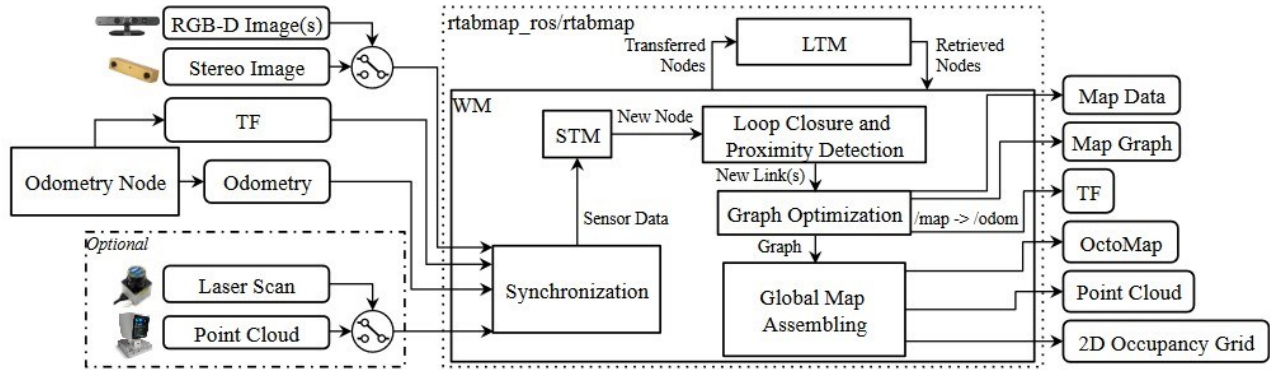 RGB-D Image(s)
Stereo Image
TF
Odometry Node
Odometry
Optional
Laser Scan
Point Cloud
rtabmap_ros/rtabmap
Transferred
Nodes
LTM
Retrieved
Nodes
WM
STM
New Node
Loop Closure and
Proximity Detection
New Link(s)
Sensor Data
Graph Optimization
/map -> /odom
Graph
Synchronization
Global Map
Assembling
Map Data
Map Graph
TF
OctoMap
Point Cloud
2D Occupancy Grid